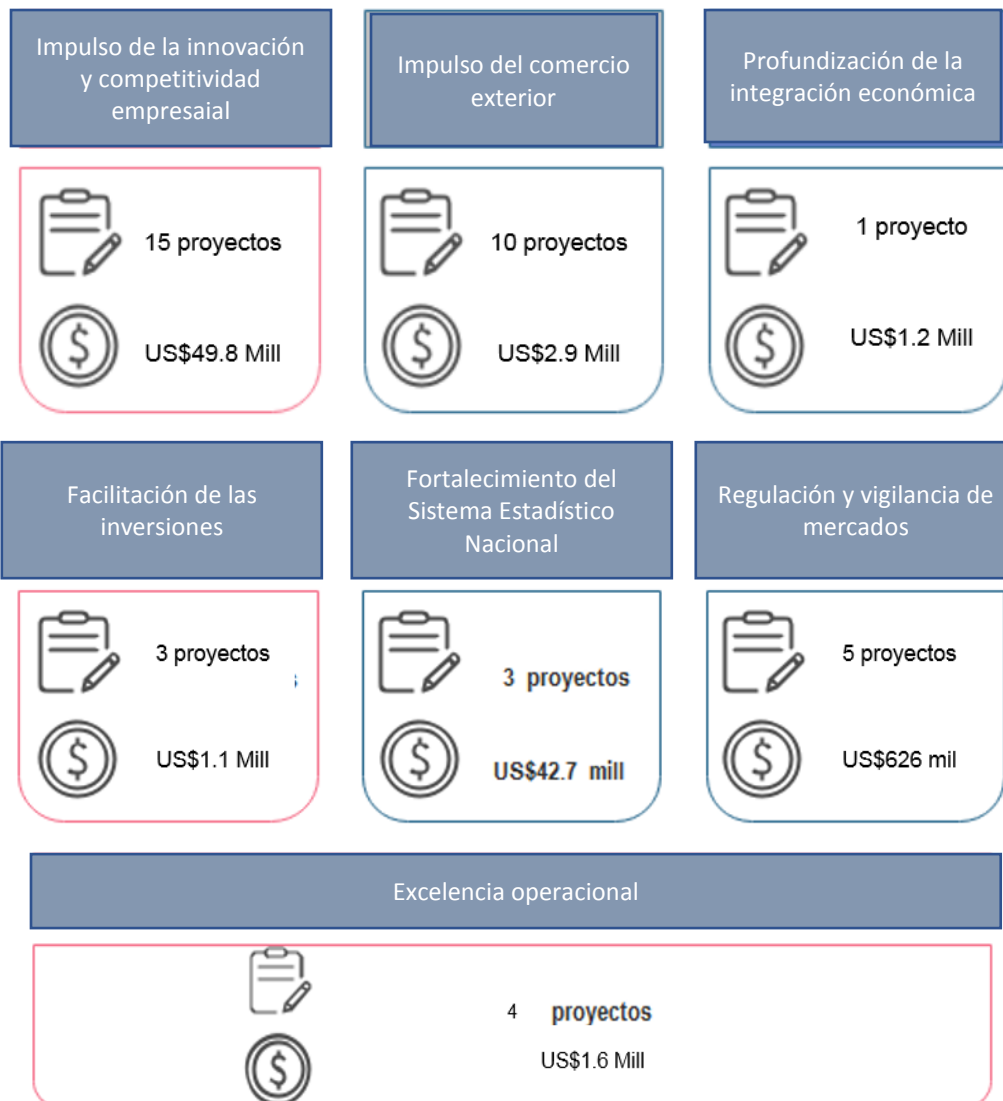 Impulso de la innovación
y competitividad
empresaial
Impulso del comercio
exterior
Profundización de la
integración económica
15 proyectos
US$49.8 Mill
10 proyectos
US$2.9 Mill
1 proyecto
US$1.2 Mill
Facilitación de las
inversiones
Fortalecimiento del
Sistema Estadístico
Nacional
Regulación y vigilancia de
mercados
3 proyectos
US$1.1 Mill
3 proyectos
US$42.7 mill
5 proyectos
US$626 mil
Excelencia operacional
4 proyectos
US$1.6 Mill